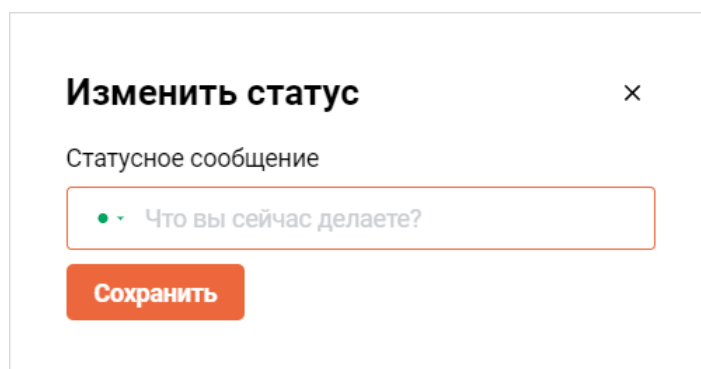 Изменить статус
Статусное сообщение
Что вы сейчас делаете?
Сохранить